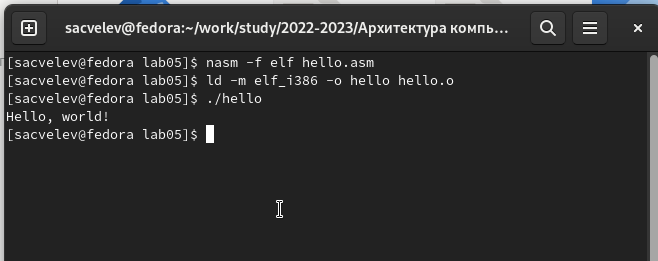 sacvelev@fedora:~/work/study/2022-2023/Архитектура компь...
[sacvelev@fedora lab05]$ nasm -f elf hello.asm
[sacvelev@fedora lab05]$ ld -m elf_i386 -o hello hello.o
[sacvelev@fedora lab05]$ ./hello
Hello, world!
[sacvelev@fedora lab05]$